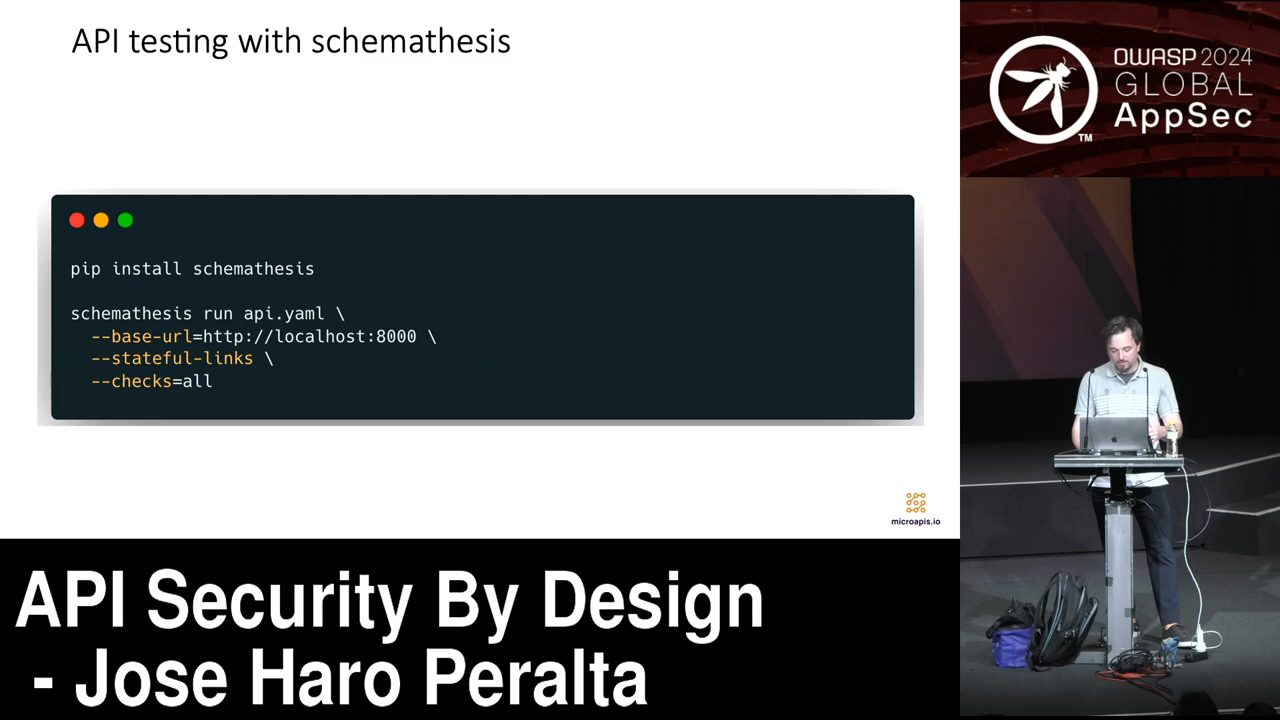 API testing with schemathesis
pip install schemathesis
schemathesis run api.yaml \
--base-url=http://localhost:8000 \
--stateful-links \
--checks=all
microapis.io
API Security By Design
- Jose Haro Peralta
OWASP 2024
GLOBAL
AppSec
TM